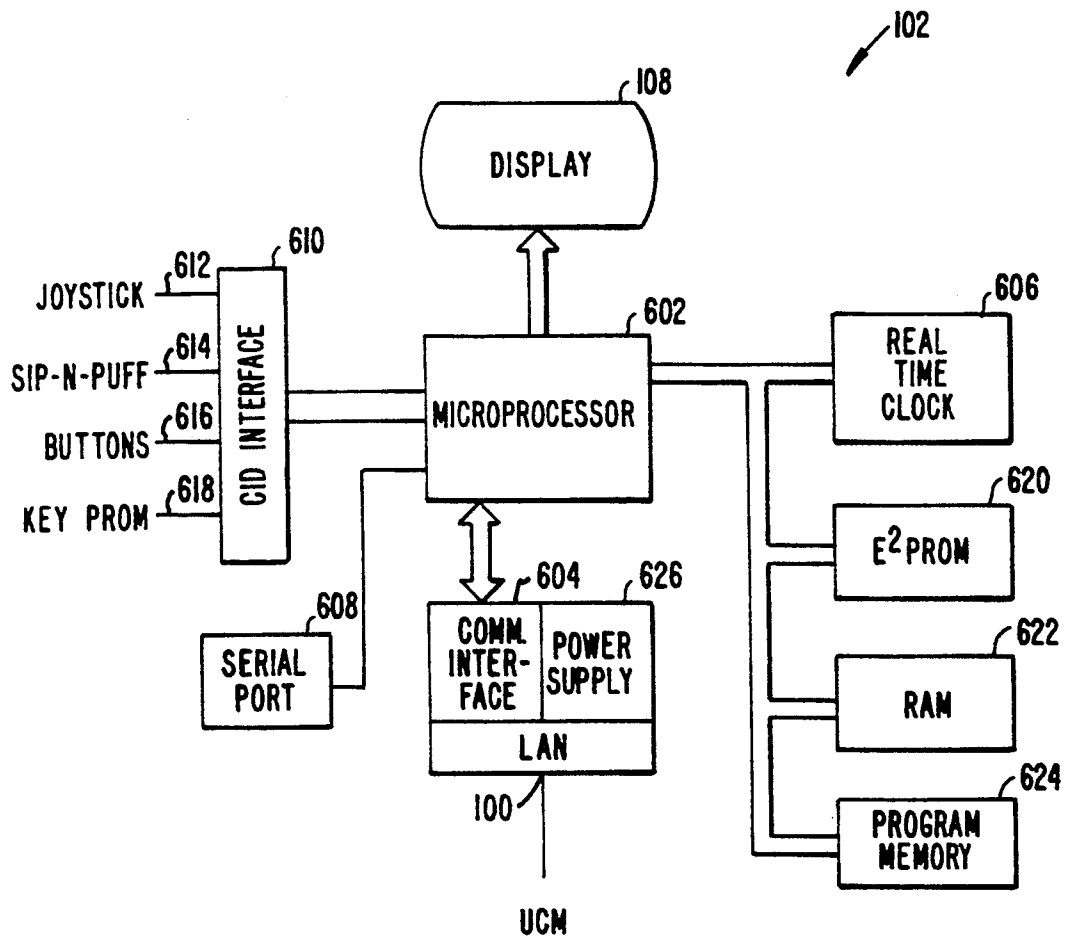 102
108
DISPLAY
610
612
JOYSTICK
614
SIP-N-PUFF
616
BUTTONS
618
KEY PROM
CID INTERFACE
602
MICROPROCESSOR
606
REAL
TIME
CLOCK
620
E²PROM
622
RAM
624
PROGRAM
MEMORY
608
SERIAL
PORT
604
COMM.
INTER-
FACE
626
POWER
SUPPLY
LAN
100
UCM